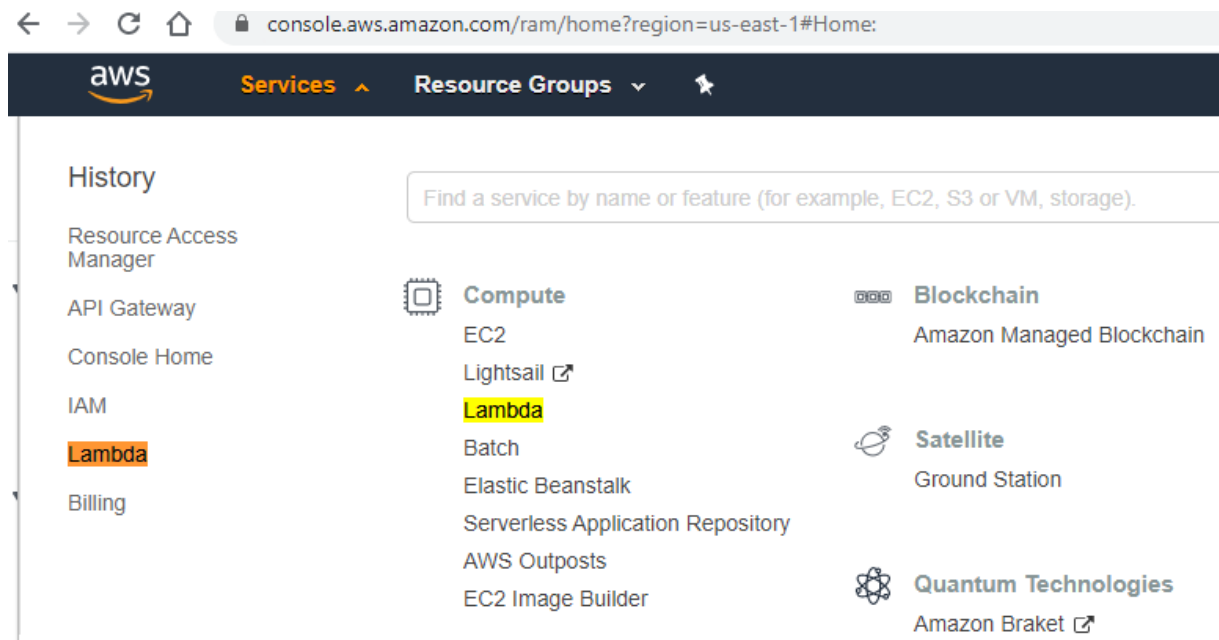 console.aws.amazon.com/ram/home?region=us-east-1#Home:
aws
Services
Resource Groups
History
Resource Access
Manager
API Gateway
Console Home
IAM
Lambda
Billing
Find a service by name or feature (for example, EC2, S3 or VM, storage).
Compute
EC2
Lightsail
Lambda
Batch
Elastic Beanstalk
Serverless Application Repository
AWS Outposts
EC2 Image Builder
Blockchain
Amazon Managed Blockchain
Satellite
Ground Station
Quantum Technologies
Amazon Braket